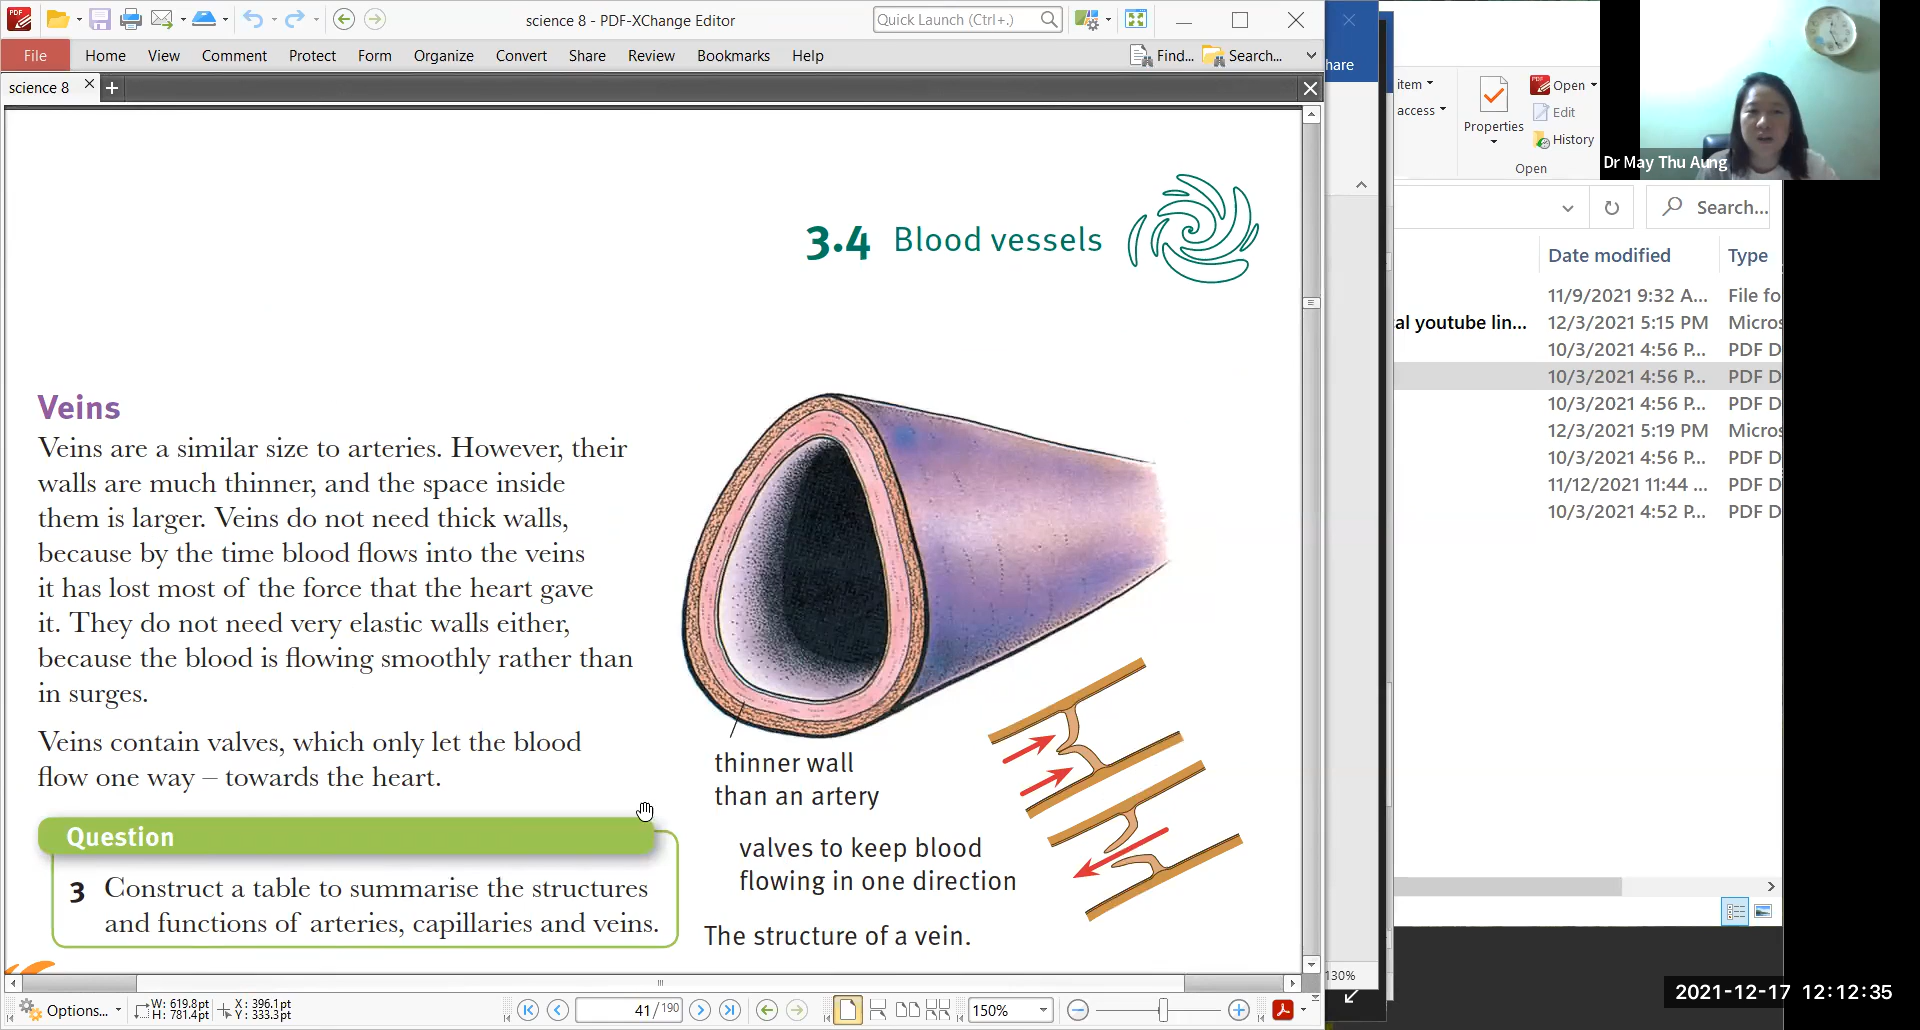 science 8 - PDF-XChange Editor
Quick Launch (Ctrl+.)
File Home View Comment Protect Form Organize Convert Share Review Bookmarks Help
Find... Search...
science 8
3.4 Blood vessels
Veins
Veins are a similar size to arteries. However, their
walls are much thinner, and the space inside
them is larger. Veins do not need thick walls,
because by the time blood flows into the veins
it has lost most of the force that the heart gave
it. They do not need very elastic walls either,
because the blood is flowing smoothly rather than
in surges.
Veins contain valves, which only let the blood
flow one way – towards the heart.
Question
3 Construct a table to summarise the structures
and functions of arteries, capillaries and veins.
thinner wall
than an artery
valves to keep blood
flowing in one direction
The structure of a vein.
Options...
W: 619.8pt
H: 781.4pt
X: 396.1pt
Y: 333.3pt
41/190
150%
130%
hare
item
access
Properties
Open
Edit
History
Open
Dr May Thu Aung
Search...
Date modified Type
11/9/2021 9:32 A... File fo
al youtube lin... 12/3/2021 5:15 PM Micros
10/3/2021 4:56 P... PDF D
10/3/2021 4:56 P... PDF D
10/3/2021 4:56 P... PDF D
12/3/2021 5:19 PM Micros
10/3/2021 4:56 P... PDF D
11/12/2021 11:44 ... PDF D
10/3/2021 4:52 P... PDF D
2021-12-17 12:12:35